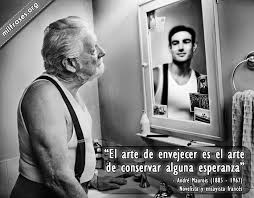 milfrases.org
“El arte de envejecer es el arte
de conservar alguna esperanza”
André Maurois (1885 - 1967)
Novelista y ensayista francés